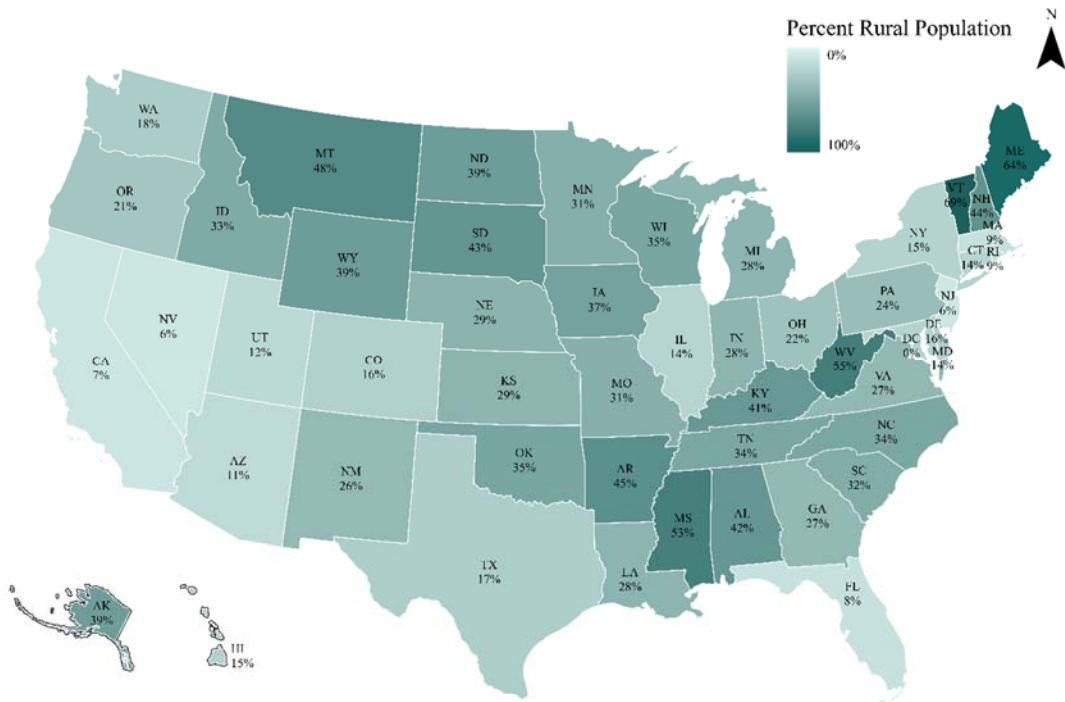 Percent Rural Population
N
0%
100%
WA
18%
OR
21%
CA
7%
NV
6%
ID
33%
MT
48%
WY
39%
UT
12%
AZ
11%
CO
16%
NM
26%
ND
39%
SD
43%
NE
29%
KS
29%
OK
35%
TX
17%
MN
31%
IA
37%
MO
31%
AR
45%
LA
28%
WI
35%
IL
14%
MI
28%
IN
28%
OH
22%
KY
41%
TN
34%
MS
53%
AL
42%
GA
27%
FL
8%
SC
32%
NC
34%
VA
27%
WV
55%
PA
24%
NY
15%
VT
69%
NH
44%
ME
64%
MA
9%
CT
14%
RI
9%
NJ
6%
DE
16%
DC
0%
MD
14%
AK
39%
HI
15%